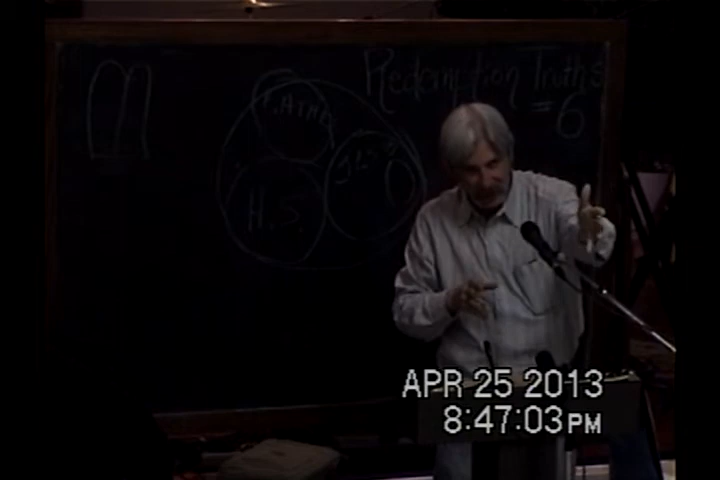 Redemption Truths
#6
FATHER
H.S.
APR 25 2013
8:47:03PM